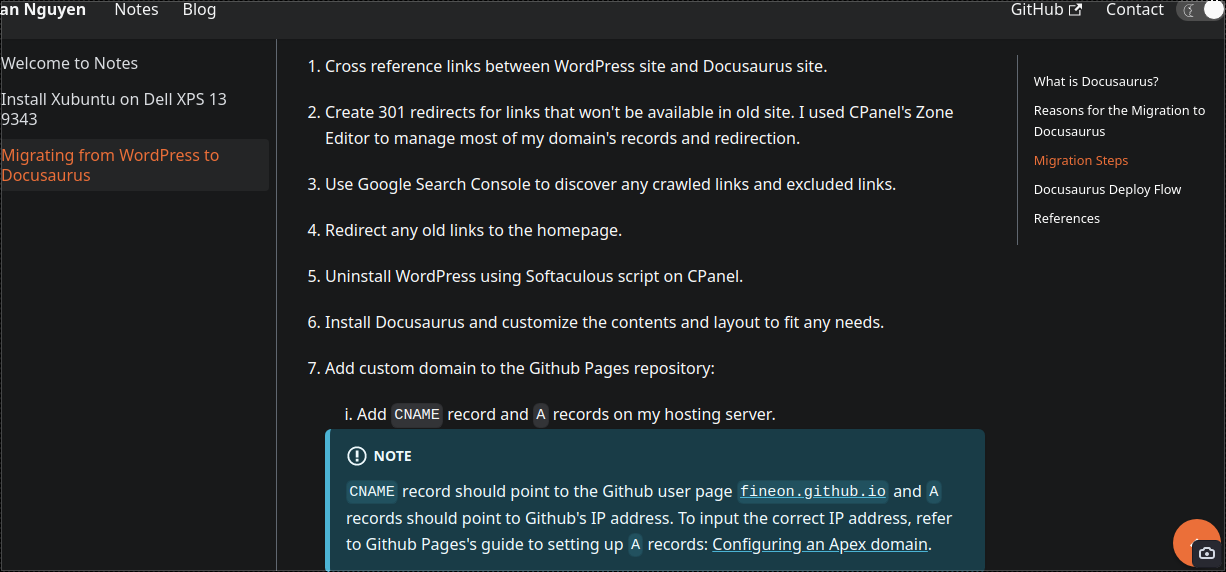 an Nguyen Notes Blog GitHub Contact
Welcome to Notes
Install Xubuntu on Dell XPS 13
9343
Migrating from WordPress to
Docusaurus
1. Cross reference links between WordPress site and Docusaurus site.
2. Create 301 redirects for links that won't be available in old site. I used CPanel's Zone
Editor to manage most of my domain's records and redirection.
3. Use Google Search Console to discover any crawled links and excluded links.
4. Redirect any old links to the homepage.
5. Uninstall WordPress using Softaculous script on CPanel.
6. Install Docusaurus and customize the contents and layout to fit any needs.
7. Add custom domain to the Github Pages repository:
i. Add CNAME record and A records on my hosting server.
NOTE
CNAME record should point to the Github user page fineon.github.io and A
records should point to Github's IP address. To input the correct IP address, refer
to Github Pages's guide to setting up A records: Configuring an Apex domain.
What is Docusaurus?
Reasons for the Migration to
Docusaurus
Migration Steps
Docusaurus Deploy Flow
References